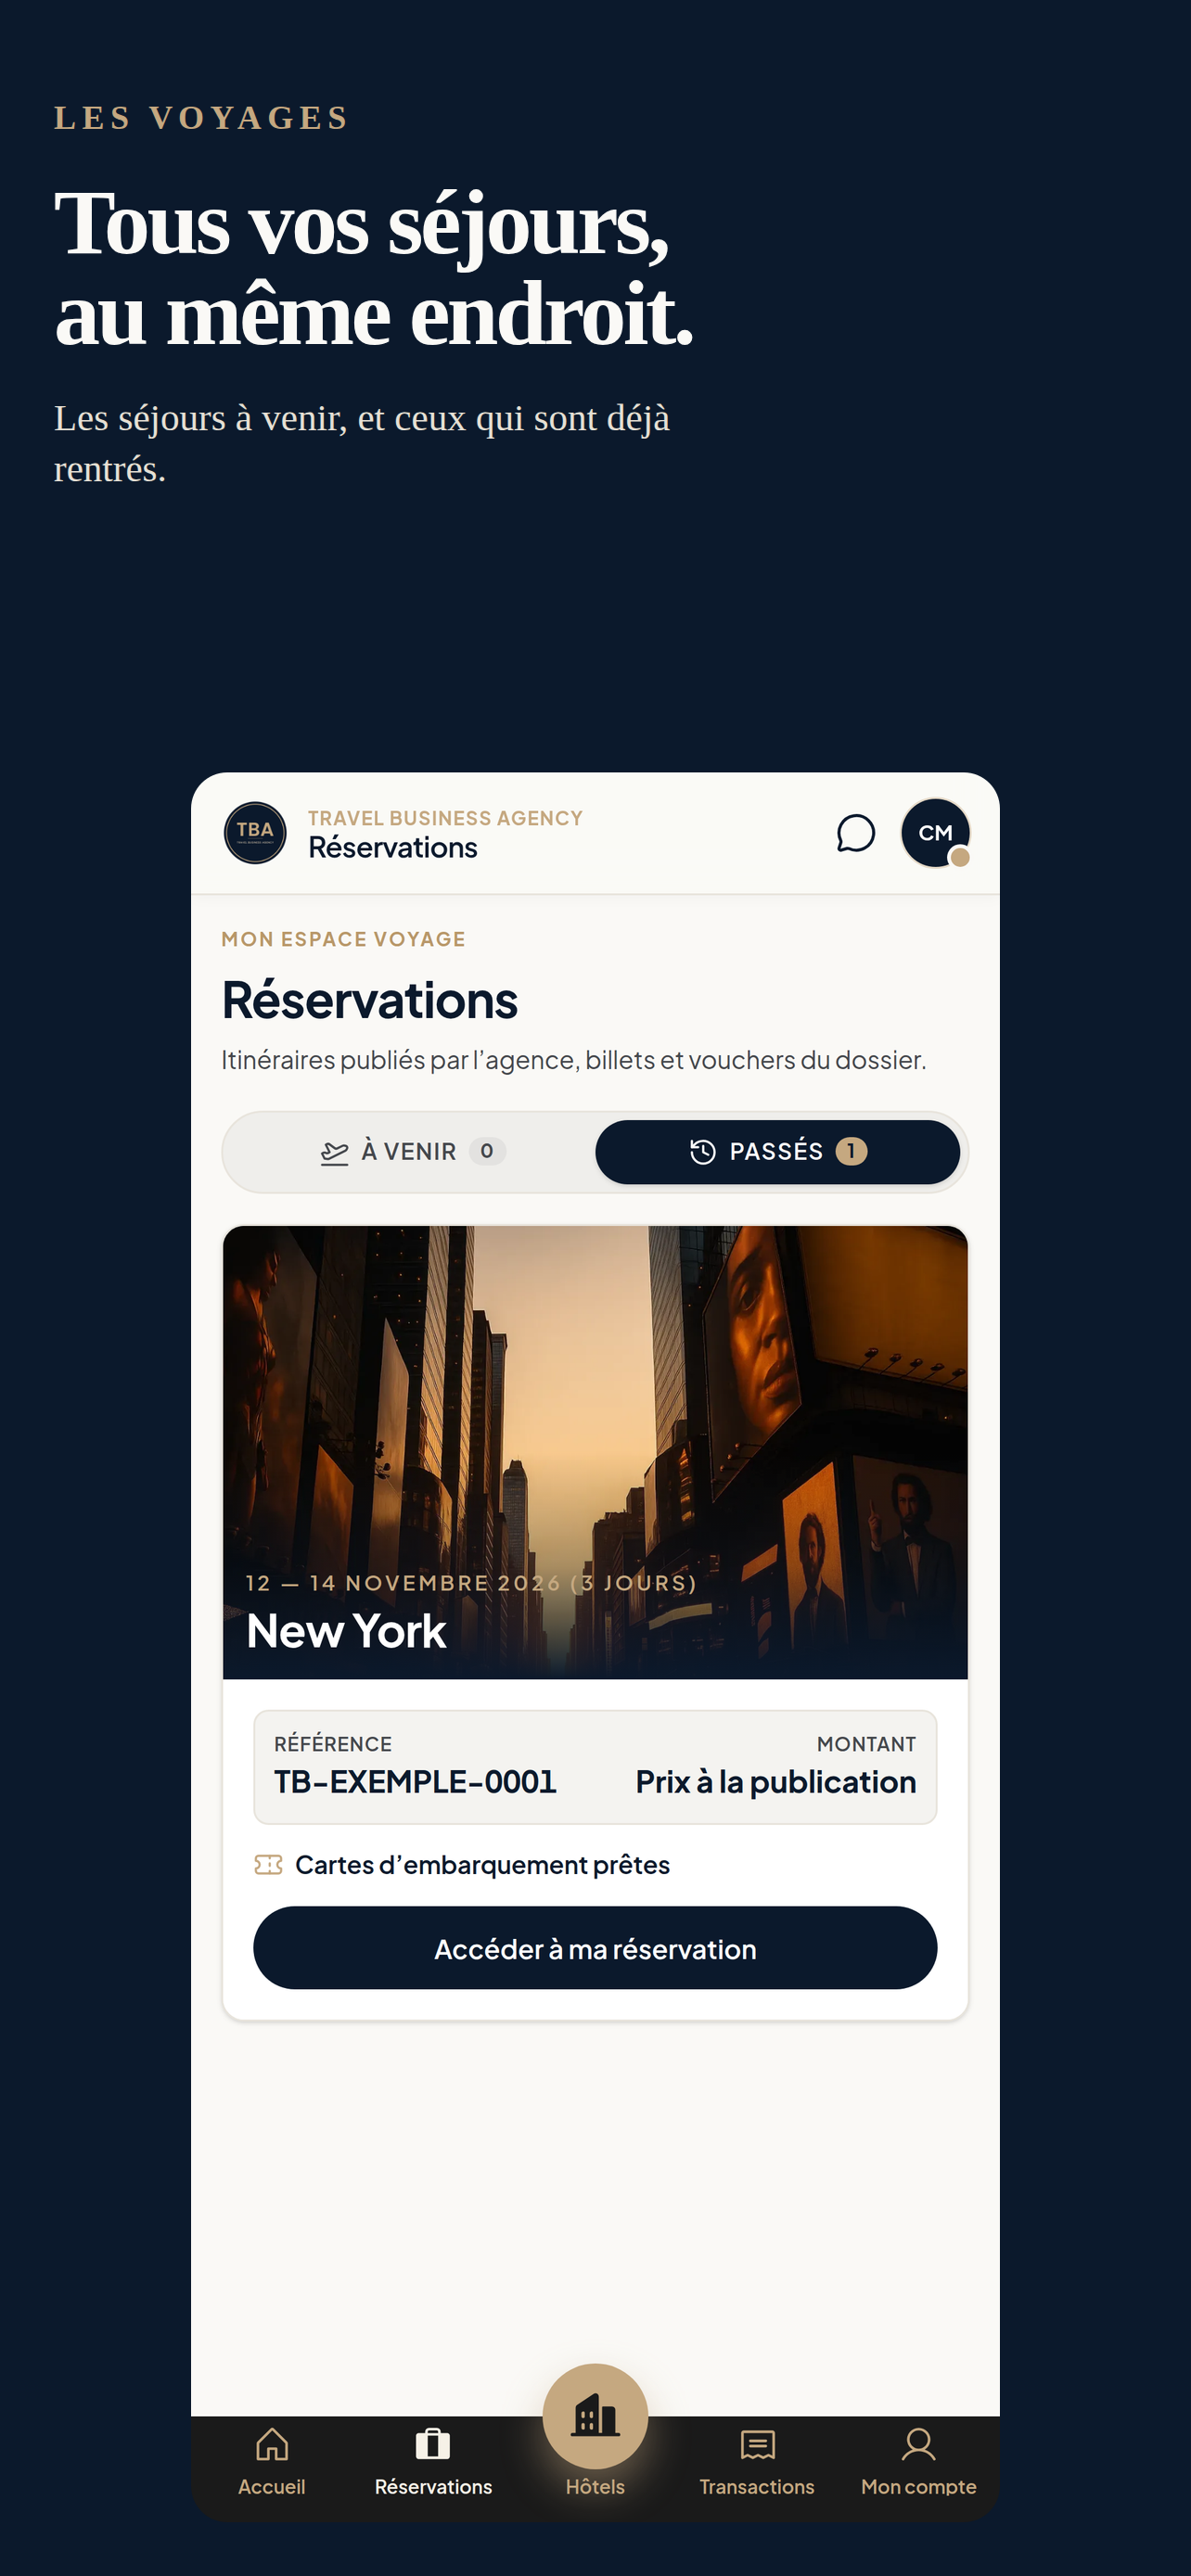 LES VOYAGES
Tous vos séjours,
au même endroit.
Les séjours à venir, et ceux qui sont déjà
rentrés.
TBA
TRAVEL BUSINESS AGENCY
Réservations
CM
MON ESPACE VOYAGE
Réservations
Itinéraires publiés par l’agence, billets et vouchers du dossier.
À VENIR 0
PASSÉS 1
12 — 14 NOVEMBRE 2026 (3 JOURS)
New York
RÉFÉRENCE
MONTANT
TB-EXEMPLE-0001
Prix à la publication
Cartes d’embarquement prêtes
Accéder à ma réservation
Accueil
Réservations
Hôtels
Transactions
Mon compte